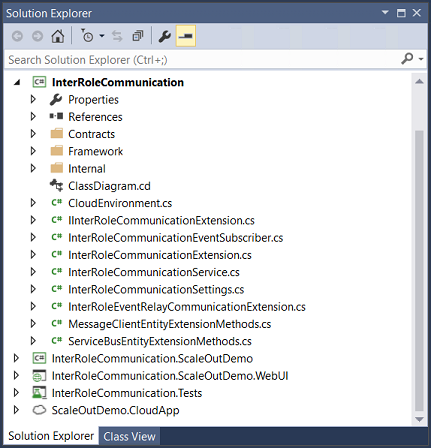 Solution Explorer
Search Solution Explorer (Ctrl+;)
C# InterRoleCommunication
Properties
References
Contracts
Framework
Internal
ClassDiagram.cd
C# CloudEnvironment.cs
C# IInterRoleCommunicationExtension.cs
C# InterRoleCommunicationEventSubscriber.cs
C# InterRoleCommunicationExtension.cs
C# InterRoleCommunicationService.cs
C# InterRoleCommunicationSettings.cs
C# InterRoleEventRelayCommunicationExtension.cs
C# MessageClientEntityExtensionMethods.cs
C# ServiceBusEntityExtensionMethods.cs
C# InterRoleCommunication.ScaleOutDemo
InterRoleCommunication.ScaleOutDemo.WebUI
InterRoleCommunication.Tests
ScaleOutDemo.CloudApp
Solution Explorer Class View